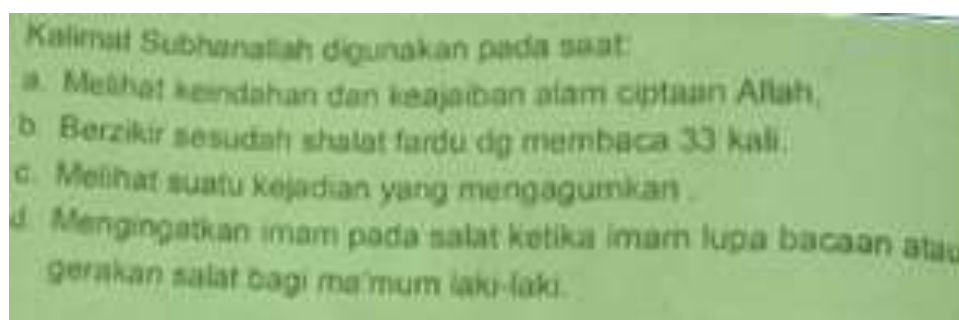 Kalimat Subhanallah digunakan pada saat:
a. Melihat keindahan dan keajaiban alam ciptaan Allah,
b. Berzikir sesudah shalat fardu dg membaca 33 kali.
c. Melihat suatu kejadian yang mengagumkan.
d. Mengingatkan imam pada salat ketika imam lupa bacaan atau
gerakan salat bagi ma'mum laki-laki.